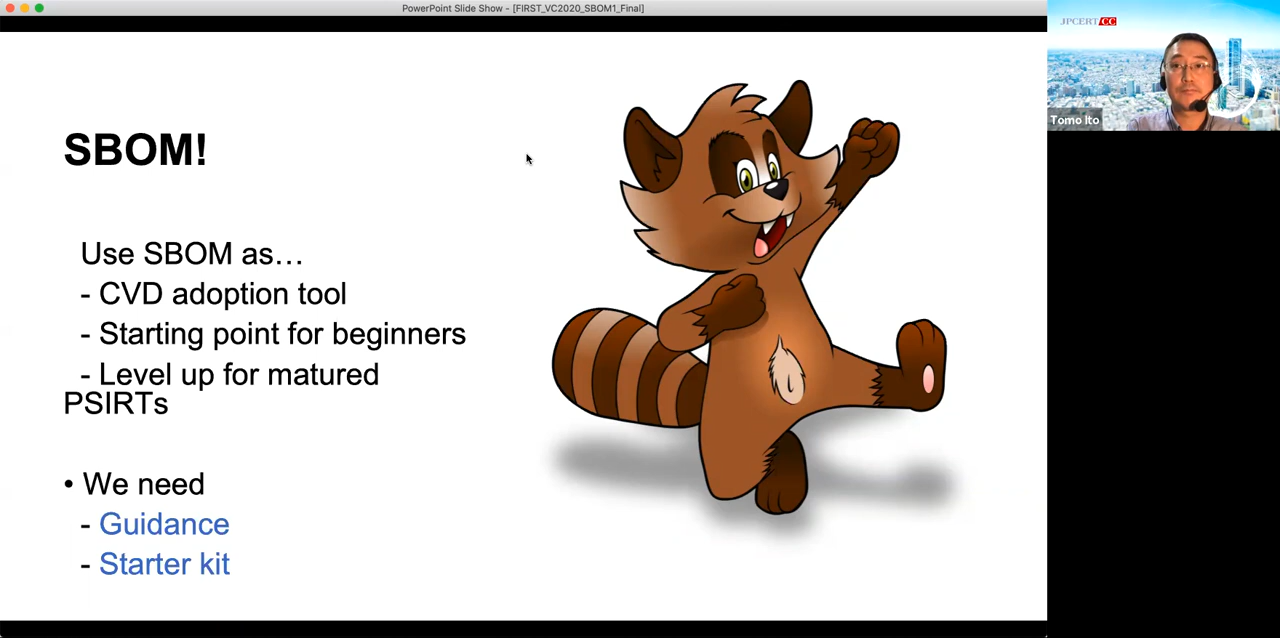 PowerPoint Slide Show - [FIRST_VC2020_SBOM1_Final]
JPCERT CC
Tomo Ito
SBOM!
Use SBOM as…
- CVD adoption tool
- Starting point for beginners
- Level up for matured
PSIRTs
• We need
- Guidance
- Starter kit